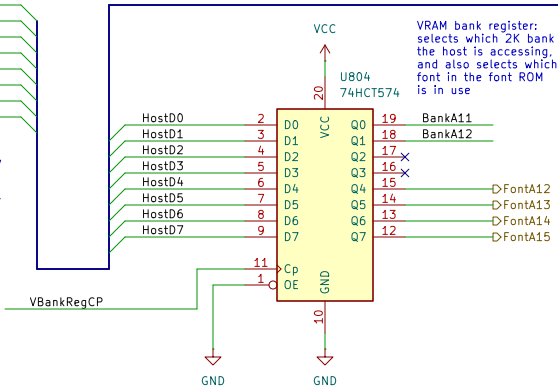 VCC
VRAM bank register:
selects which 2K bank
the host is accessing,
and also selects which
font in the font ROM
is in use
U804
74HCT574
20
VCC
HostD0 2 D0 Q0 19 BankA11
HostD1 3 D1 Q1 18 BankA12
HostD2 4 D2 Q2 17
HostD3 5 D3 Q3 16
HostD4 6 D4 Q4 15 FontA12
HostD5 7 D5 Q5 14 FontA13
HostD6 8 D6 Q6 13 FontA14
HostD7 9 D7 Q7 12 FontA15
11 Cp
1 OE
GND
VBankRegCP
10
GND GND